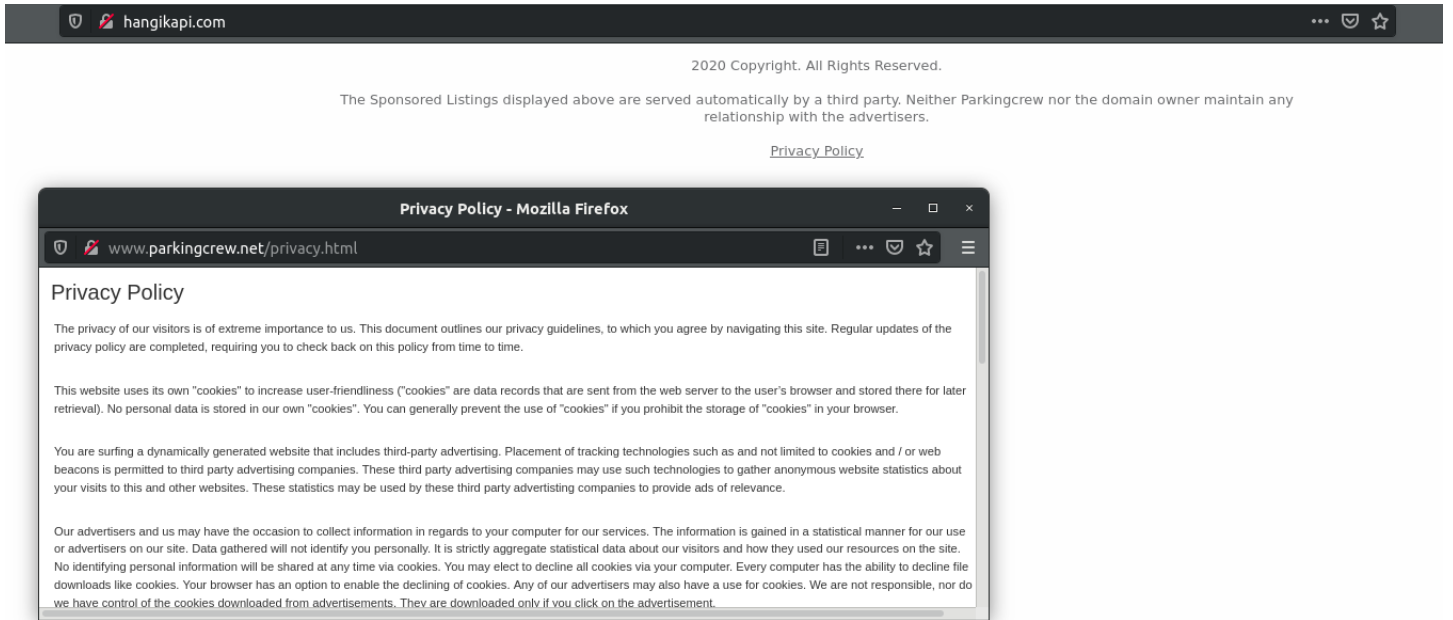 hangikapi.com
2020 Copyright. All Rights Reserved.
The Sponsored Listings displayed above are served automatically by a third party. Neither Parkingcrew nor the domain owner maintain any
relationship with the advertisers.
Privacy Policy
Privacy Policy - Mozilla Firefox
www.parkingcrew.net/privacy.html
Privacy Policy
The privacy of our visitors is of extreme importance to us. This document outlines our privacy guidelines, to which you agree by navigating this site. Regular updates of the
privacy policy are completed, requiring you to check back on this policy from time to time.
This website uses its own "cookies" to increase user-friendliness ("cookies" are data records that are sent from the web server to the user's browser and stored there for later
retrieval). No personal data is stored in our own "cookies". You can generally prevent the use of "cookies" if you prohibit the storage of "cookies" in your browser.
You are surfing a dynamically generated website that includes third-party advertising. Placement of tracking technologies such as and not limited to cookies and / or web
beacons is permitted to third party advertising companies. These third party advertising companies may use such technologies to gather anonymous website statistics about
your visits to this and other websites. These statistics may be used by these third party advertisting companies to provide ads of relevance.
Our advertisers and us may have the occasion to collect information in regards to your computer for our services. The information is gained in a statistical manner for our use
or advertisers on our site. Data gathered will not identify you personally. It is strictly aggregate statistical data about our visitors and how they used our resources on the site.
No identifying personal information will be shared at any time via cookies. You may elect to decline all cookies via your computer. Every computer has the ability to decline file
downloads like cookies. Your browser has an option to enable the declining of cookies. Any of our advertisers may also have a use for cookies. We are not responsible, nor do
we have control of the cookies downloaded from advertisements. They are downloaded only if you click on the advertisement.